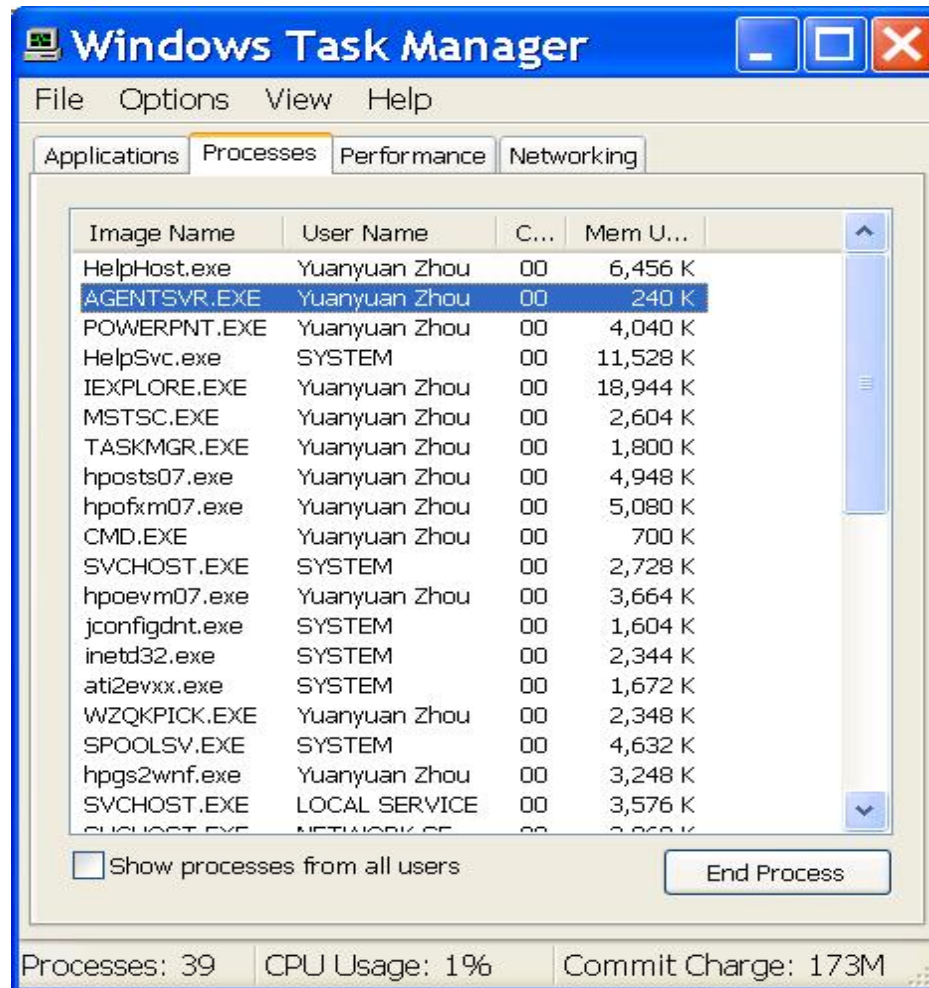 Windows Task Manager
File Options View Help
Applications Processes Performance Networking
Image Name User Name C... Mem U...
HelpHost.exe Yuanyuan Zhou 00 6,456 K
AGENTSVR.EXE Yuanyuan Zhou 00 240 K
POWERPNT.EXE Yuanyuan Zhou 00 4,040 K
HelpSvc.exe SYSTEM 00 11,528 K
IEXPLORE.EXE Yuanyuan Zhou 00 18,944 K
MSTSC.EXE Yuanyuan Zhou 00 2,604 K
TASKMGR.EXE Yuanyuan Zhou 00 1,800 K
hposts07.exe Yuanyuan Zhou 00 4,948 K
hpofxm07.exe Yuanyuan Zhou 00 5,080 K
CMD.EXE Yuanyuan Zhou 00 700 K
SVCHOST.EXE SYSTEM 00 2,728 K
hpoevm07.exe Yuanyuan Zhou 00 3,664 K
jconfigdnt.exe SYSTEM 00 1,604 K
inetd32.exe SYSTEM 00 2,344 K
ati2evxx.exe SYSTEM 00 1,672 K
WZQKPICK.EXE Yuanyuan Zhou 00 2,348 K
SPOOLSV.EXE SYSTEM 00 4,632 K
hpgs2wnf.exe Yuanyuan Zhou 00 3,248 K
SVCHOST.EXE LOCAL SERVICE 00 3,576 K
Show processes from all users
End Process
Processes: 39 CPU Usage: 1% Commit Charge: 173M